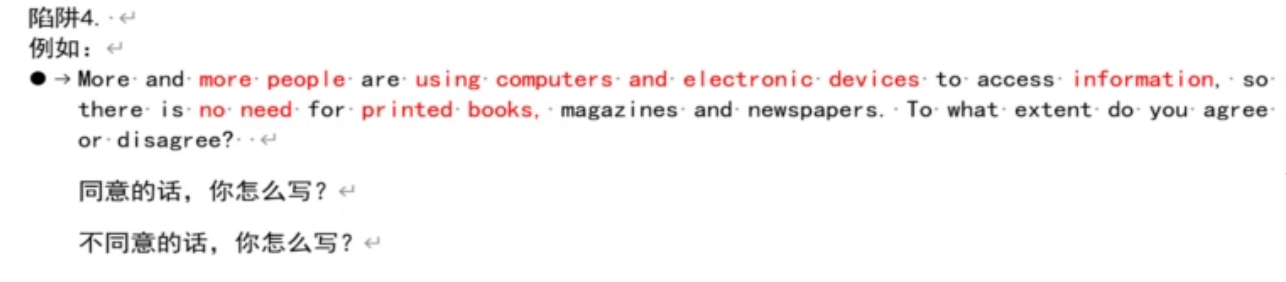 陷阱4.
例如：
● → More and more people are using computers and electronic devices to access information, so
there is no need for printed books, magazines and newspapers. To what extent do you agree
or disagree?
同意的话，你怎么写？
不同意的话，你怎么写？